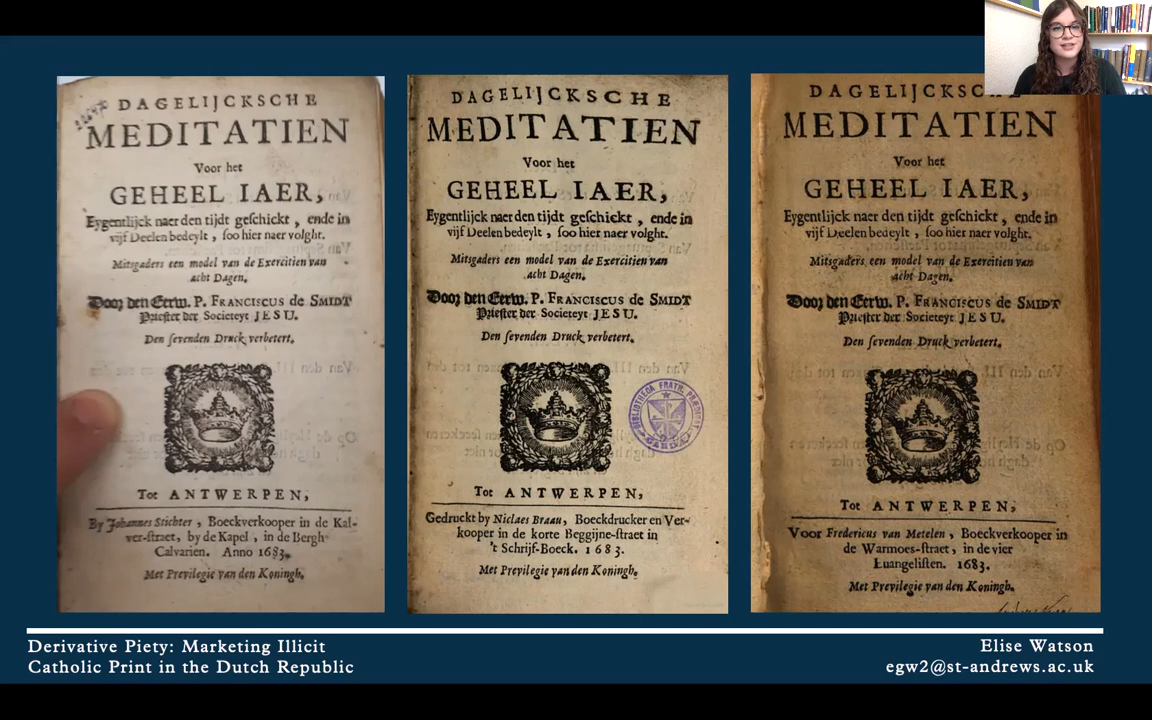 DAGELIJCKSCHE
MEDITATIEN
Voor het
GEHEEL IAER,
Eygentlijck naer den tijdt geſchickt , ende in
vijf Deelen bedeylt , ſoo hier naer volght.
Mitsgaders een model van de Exercitien van
acht Dagen.
Door den Eerw. P. FRANCISCUS de SMIDT
Prieſter der Societeyt JESU.
Den ſevenden Druck verbetert.
Tot ANTWERPEN,
By Johannes Stichter , Boeckverkooper in de Kal-
ver-ſtraet, by de Kapel , in de Bergh
Calvarien. Anno 1683.
Met Previlegie van den Koningh.
DAGELIJCKSCHE
MEDITATIEN
Voor het
GEHEEL IAER,
Eygentlijck naer den tijdt geſchickt , ende in
vijf Deelen bedeylt , ſoo hier naer volght.
Mitsgaders een model van de Exercitien van
acht Dagen.
Door den Eerw. P. FRANCISCUS de SMIDT
Prieſter der Societeyt JESU.
Den ſevenden Druck verbetert.
BIBLIOTHECA FRATR. PRÆDICAT.
GANDA
Tot ANTWERPEN,
Gedruckt by Niclaes Braau, Boeckdrucker en Ver-
kooper in de korte Beggijne-ſtraet in
't Schrijf-Boeck. 1683.
Met Previlegie van den Koningh.
DAGELIJCKSCHE
MEDITATIEN
Voor het
GEHEEL IAER,
Eygentlijck naer den tijdt geſchickt , ende in
vijf Deelen bedeylt , ſoo hier naer volght.
Mitsgaders een model van de Exercitien van
acht Dagen.
Door den Eerw. P. FRANCISCUS de SMIDT
Prieſter der Societeyt JESU.
Den ſevenden Druck verbetert.
Tot ANTWERPEN,
Voor Fredericus van Metelen , Boeckverkooper in
de Warmoes-ſtraet , in de vier
Euangeliſten. 1683.
Met Previlegie van den Koningh.
Derivative Piety: Marketing Illicit
Catholic Print in the Dutch Republic
Elise Watson
egw2@st-andrews.ac.uk